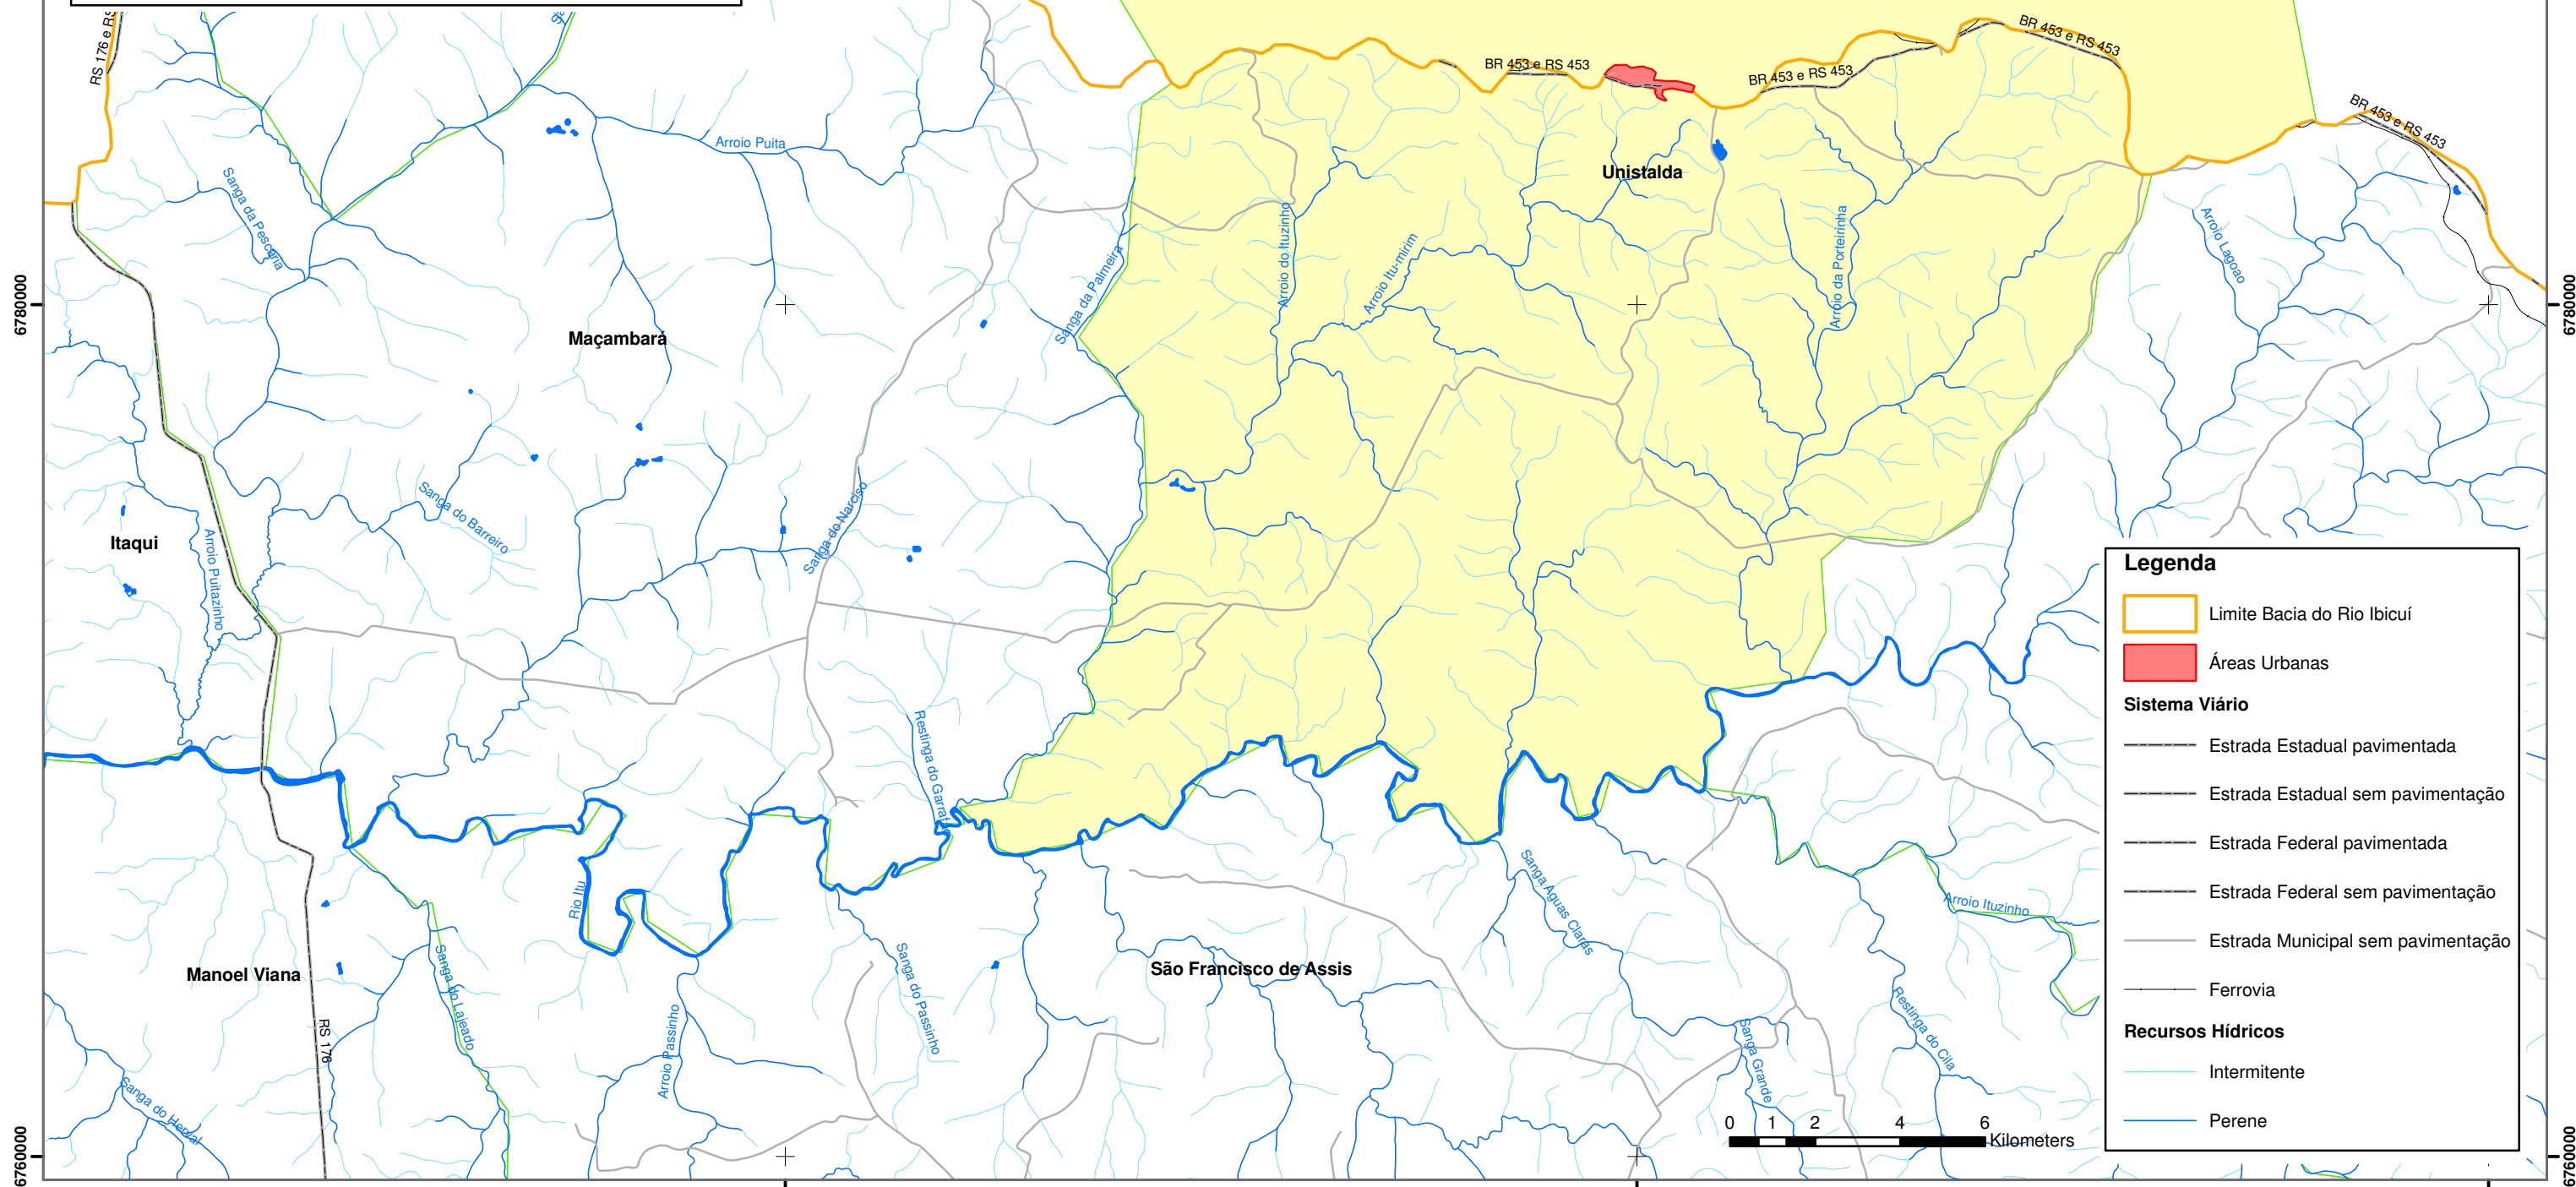 RS 176 e RS
BR 453 e RS 453
BR 453 e RS 453
BR 453 e RS 453
BR 453 e RS 453
Arroio Puita
Unistalda
Sanga da Pescaria
Arroio do Ituzinho
Arroio Itu-mirim
Arroio da Porteirinha
Arroio Lagoao
Sanga da Palmeira
6780000
6780000
Maçambará
Sanga do Barreiro
Sanga do Narciso
Itaqui
Arroio Puitazinho
Restinga do Garrafa
Rio Itu
Sanga Aguas Claras
Arroio Ituzinho
Manoel Viana
Sanga do Lajeado
Sanga do Passinho
São Francisco de Assis
RS 176
Arroio Passinho
Sanga Grande
Restinga do Cila
Sanga do Herval
6760000
6760000
0 1 2 4 6
Kilometers
Legenda
Limite Bacia do Rio Ibicuí
Áreas Urbanas
Sistema Viário
Estrada Estadual pavimentada
Estrada Estadual sem pavimentação
Estrada Federal pavimentada
Estrada Federal sem pavimentação
Estrada Municipal sem pavimentação
Ferrovia
Recursos Hídricos
Intermitente
Perene